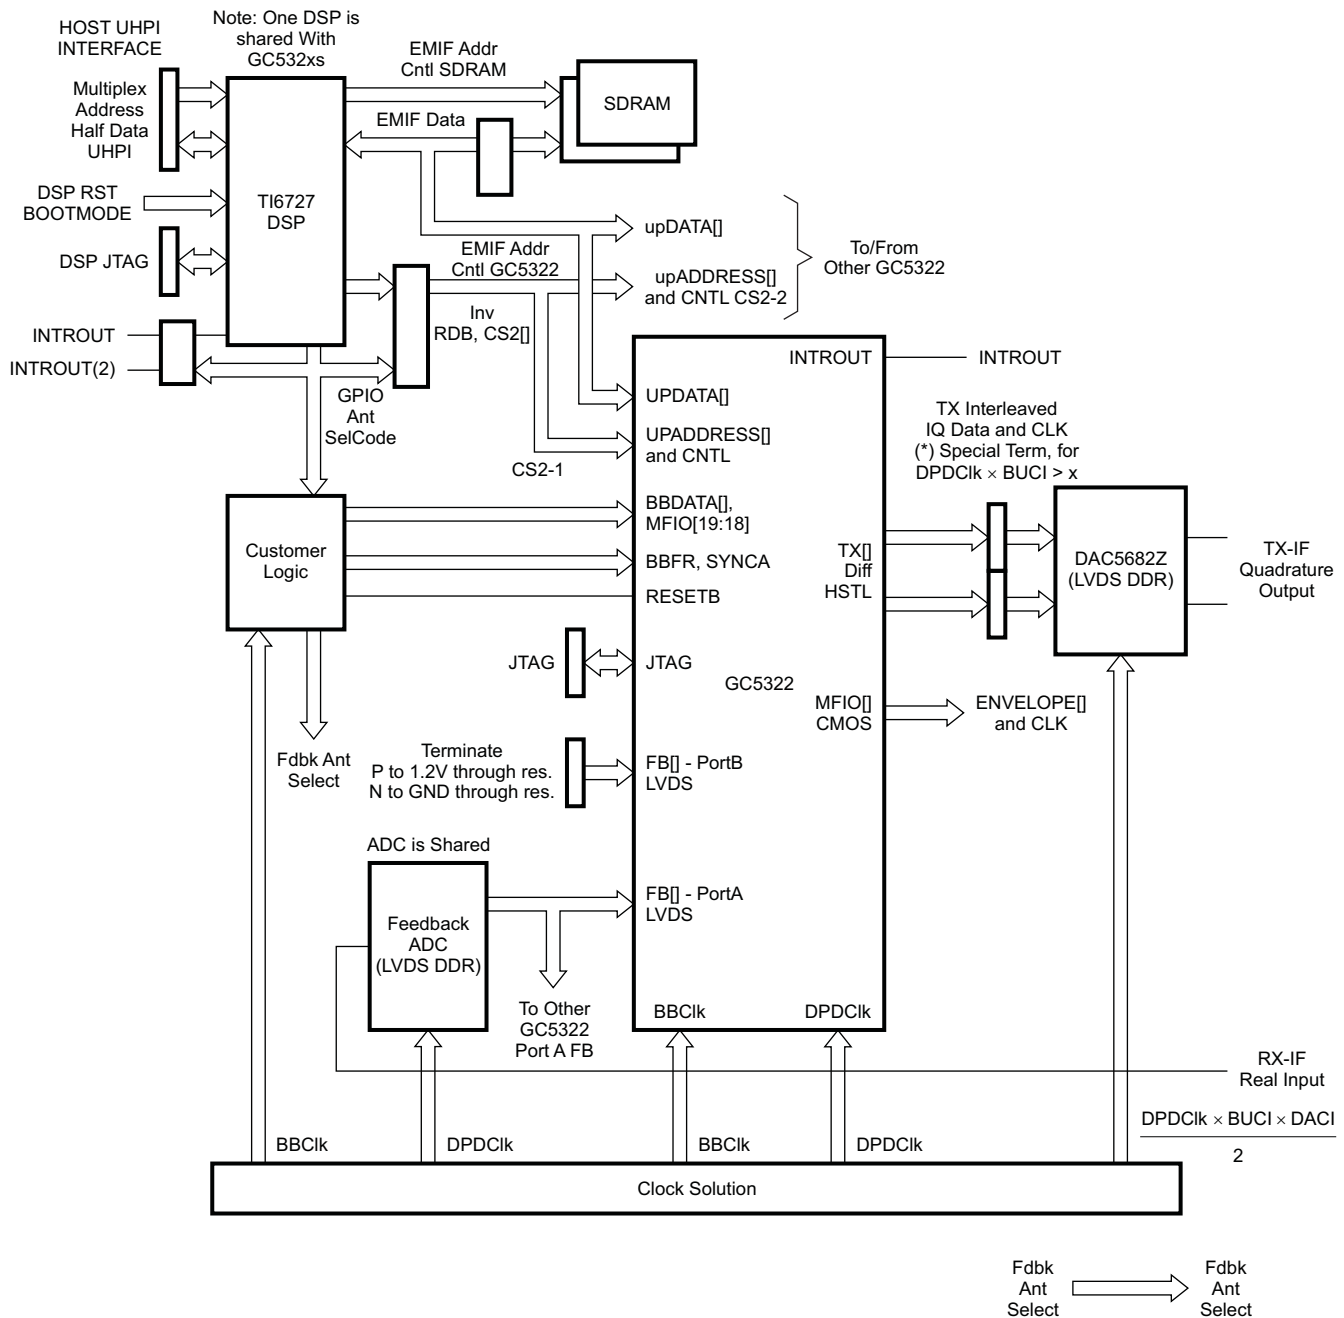 Note: One DSP is
shared With
GC532xs
HOST UHPI
INTERFACE
Multiplex
Address
Half Data
UHPI
EMIF Addr
Cntl SDRAM
SDRAM
EMIF Data
DSP RST
BOOTMODE
TI6727
DSP
DSP JTAG
upDATA[]
EMIF Addr
Cntl GC5322
upADDRESS[]
and CNTL CS2-2
To/From
Other GC5322
Inv
RDB, CS2[]
INTROUT
INTROUT(2)
GPIO
Ant
SelCode
CS2-1
INTROUT
INTROUT
UPDATA[]
UPADDRESS[]
and CNTL
TX Interleaved
IQ Data and CLK
(*) Special Term, for
DPDClk × BUCI > x
Customer
Logic
BBDATA[],
MFIO[19:18]
BBFR, SYNCA
RESETB
TX[]
Diff
HSTL
DAC5682Z
(LVDS DDR)
TX-IF
Quadrature
Output
JTAG
JTAG
GC5322
MFIO[]
CMOS
ENVELOPE[]
and CLK
Fdbk Ant
Select
Terminate
P to 1.2V through res.
N to GND through res.
FB[] - PortB
LVDS
ADC is Shared
Feedback
ADC
(LVDS DDR)
FB[] - PortA
LVDS
To Other
GC5322
Port A FB
BBClk
DPDClk
RX-IF
Real Input
BBClk
DPDClk
BBClk
DPDClk
DPDClk × BUCI × DACI
2
Clock Solution
Fdbk
Ant
Select
Fdbk
Ant
Select